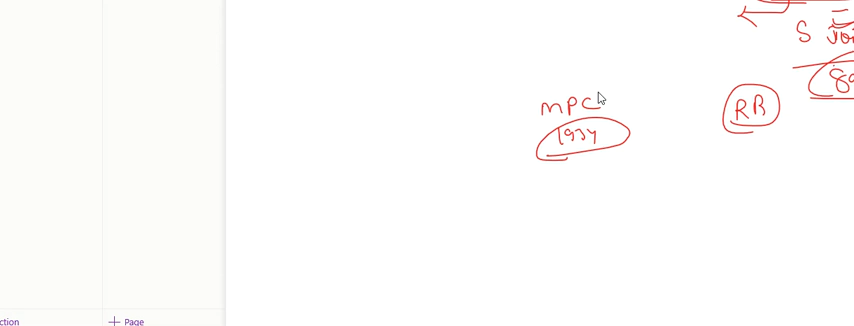 S
MPC
RB
1934
ction
Page